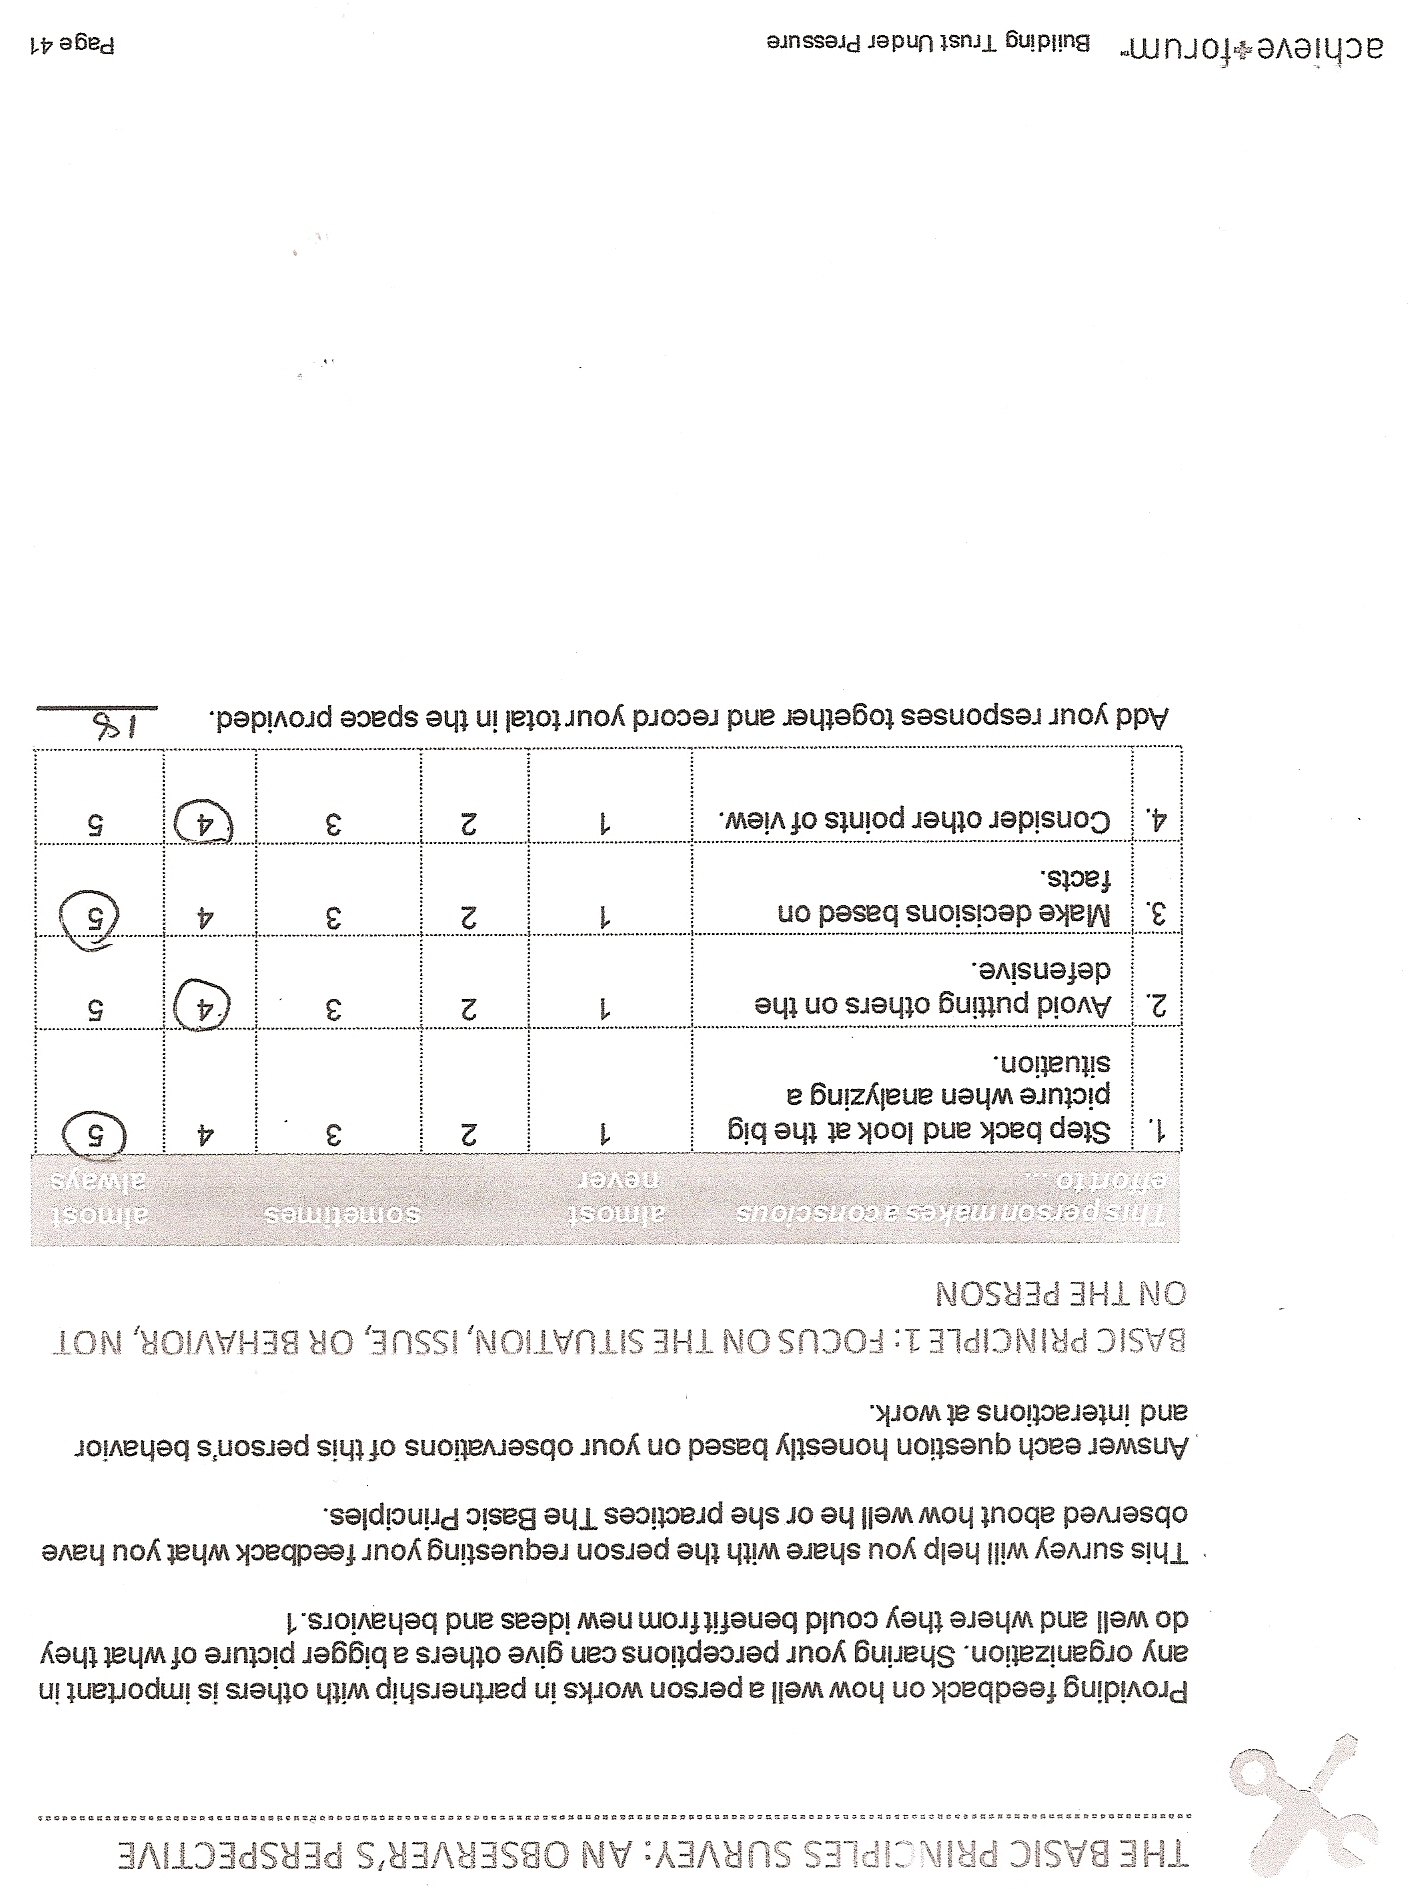 THE BASIC PRINCIPLES SURVEY: AN OBSERVER'S PERSPECTIVE
Providing feedback on how well a person works in partnership with others is important in
any organization. Sharing your perceptions can give others a bigger picture of what they
do well and where they could benefit from new ideas and behaviors.1
This survey will help you share with the person requesting your feedback what you have
observed about how well he or she practices The Basic Principles.
Answer each question honestly based on your observations of this person's behavior
and interactions at work.
BASIC PRINCIPLE 1: FOCUS ON THE SITUATION, ISSUE, OR BEHAVIOR, NOT
ON THE PERSON
This person makes a conscious almost sometimes almost
effort to ... never always
1. Step back and look at the big 1 2 3 4 5
picture when analyzing a
situation.
2. Avoid putting others on the 1 2 3 4 5
defensive.
3. Make decisions based on 1 2 3 4 5
facts.
4. Consider other points of view. 1 2 3 4 5
Add your responses together and record your total in the space provided. 18
achieve+forum™ Building Trust Under Pressure Page 41